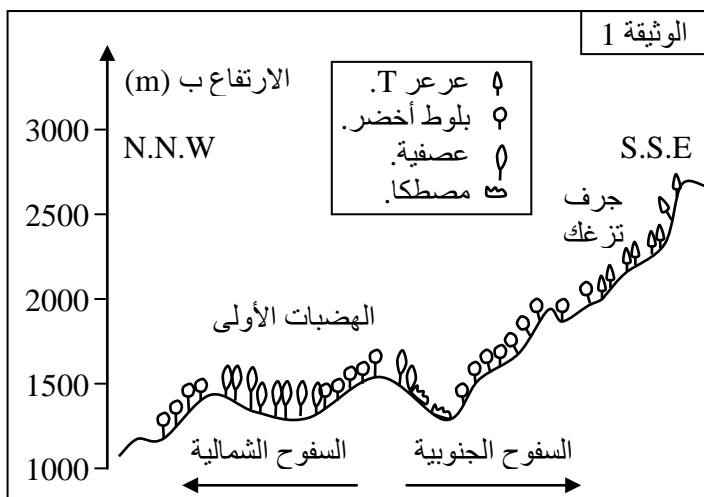 الوثيقة 1
الارتفاع ب (m)
عرعر T.
بلوط أخضر.
عصفية.
مصطكا.
3000
N.N.W
S.S.E
2500
جرف
تزغك
2000
الهضبات الأولى
1500
السفوح الشمالية
السفوح الجنوبية
1000